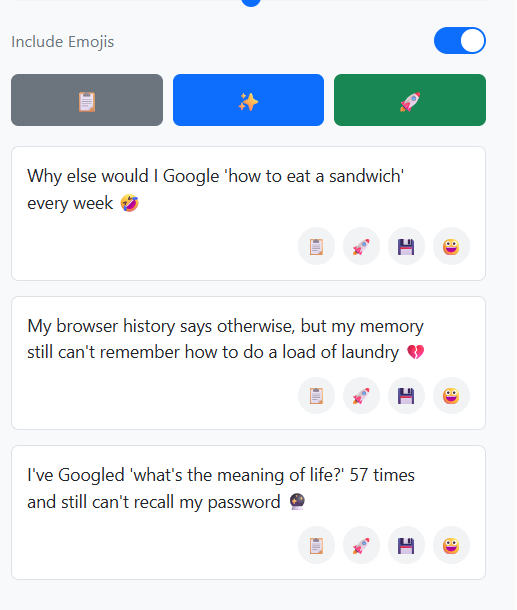 Include Emojis
📋
✨
🚀
Why else would I Google 'how to eat a sandwich'
every week 🤣
📋 🚀 💾 😀
My browser history says otherwise, but my memory
still can't remember how to do a load of laundry 💔
📋 🚀 💾 😀
I've Googled 'what's the meaning of life?' 57 times
and still can't recall my password 🔮
📋 🚀 💾 😀